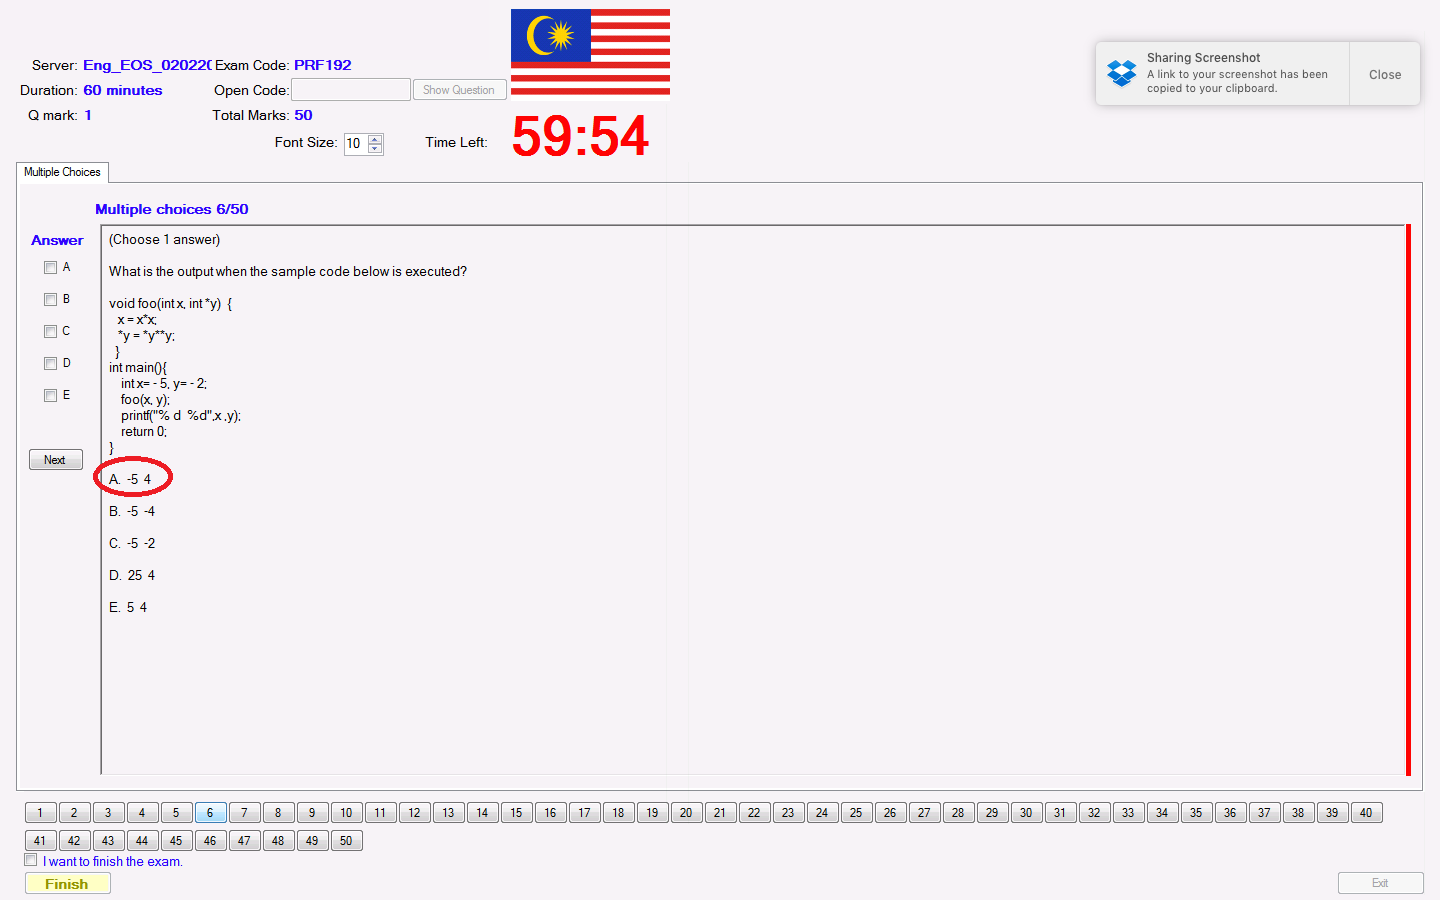 Server: Eng_EOS_020220 Exam Code: PRF192
Duration: 60 minutes Open Code: Show Question
Q mark: 1 Total Marks: 50
Font Size: 10 Time Left: 59:54
Sharing Screenshot
A link to your screenshot has been
copied to your clipboard.
Close
Multiple Choices
Multiple choices 6/50
Answer
A
B
C
D
E
Next
(Choose 1 answer)
What is the output when the sample code below is executed?
void foo(int x, int *y) {
x = x*x;
*y = *y**y;
}
int main(){
int x= - 5, y= - 2;
foo(x, y);
printf("% d %d",x ,y);
return 0;
}
A. -5 4
B. -5 -4
C. -5 -2
D. 25 4
E. 5 4
1 2 3 4 5 6 7 8 9 10 11 12 13 14 15 16 17 18 19 20 21 22 23 24 25 26 27 28 29 30 31 32 33 34 35 36 37 38 39 40
41 42 43 44 45 46 47 48 49 50
I want to finish the exam.
Finish
Exit